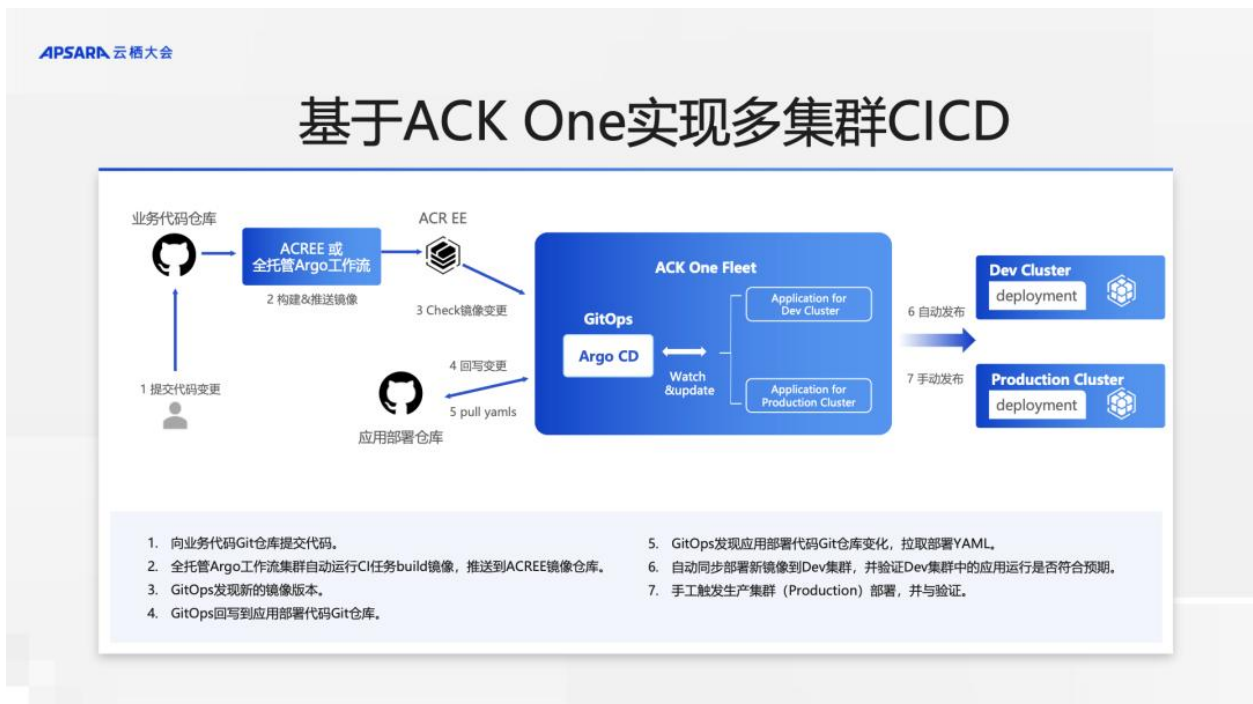 APSARA 云栖大会
基于ACK One实现多集群CICD
业务代码仓库
ACREE 或
全托管Argo工作流
2 构建&推送镜像
ACR EE
3 Check镜像变更
1 提交代码变更
4 回写变更
5 pull yamls
应用部署仓库
ACK One Fleet
GitOps
Argo CD
Watch
&update
Application for
Dev Cluster
Application for
Production Cluster
6 自动发布
7 手动发布
Dev Cluster
deployment
Production Cluster
deployment
1. 向业务代码Git仓库提交代码。
2. 全托管Argo工作流集群自动运行CI任务build镜像，推送到ACREE镜像仓库。
3. GitOps发现新的镜像版本。
4. GitOps回写到应用部署代码Git仓库。
5. GitOps发现应用部署代码Git仓库变化，拉取部署YAML。
6. 自动同步部署新镜像到Dev集群，并验证Dev集群中的应用运行是否符合预期。
7. 手工触发生产集群（Production）部署，并与验证。